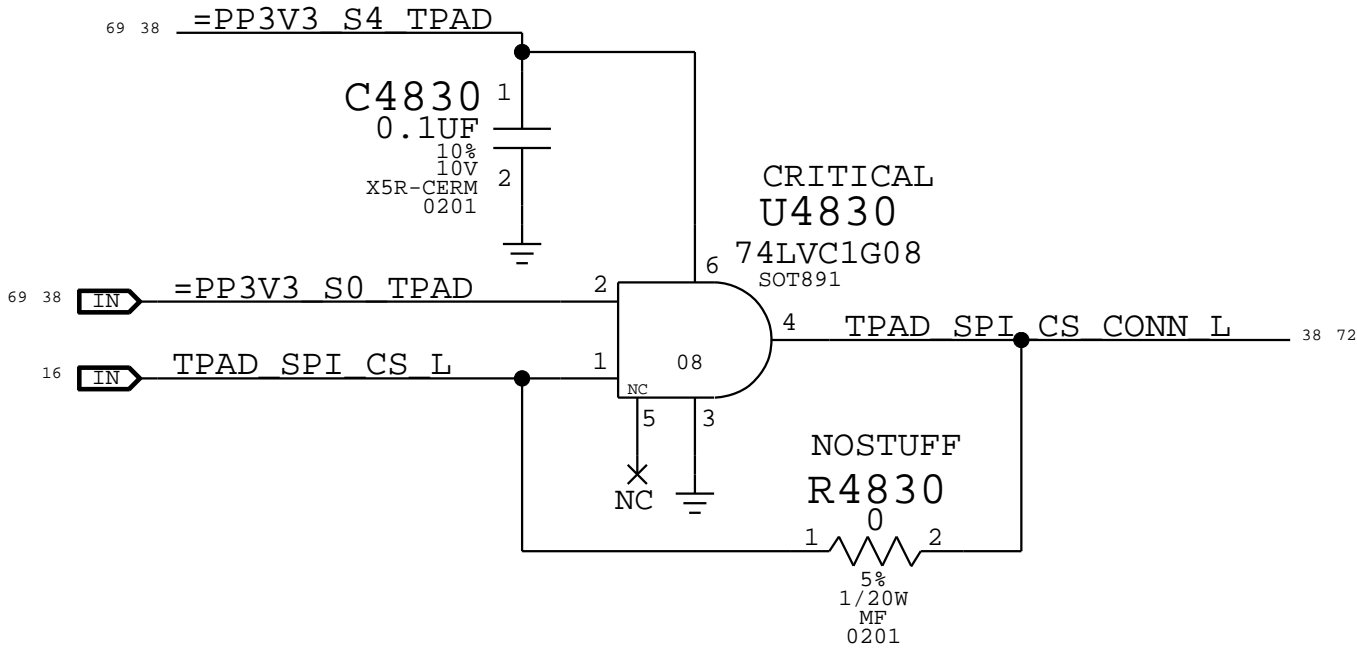 69 38 =PP3V3_S4_TPAD
C4830 1
0.1UF
10%
10V
X5R-CERM 2
0201
CRITICAL
U4830
74LVC1G08
SOT891
6
69 38 IN =PP3V3_S0_TPAD 2
4 TPAD_SPI_CS_CONN_L 38 72
16 IN TPAD_SPI_CS_L 1
08
NC
5 3
NC
NOSTUFF
R4830
0
1 2
5%
1/20W
MF
0201